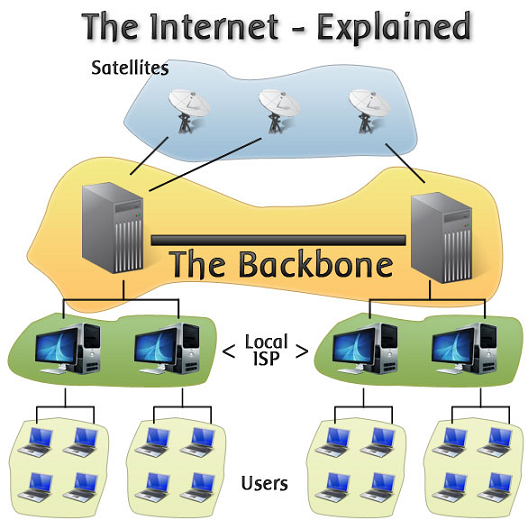 The Internet - Explained
Satellites
The Backbone
< Local
ISP >
Users